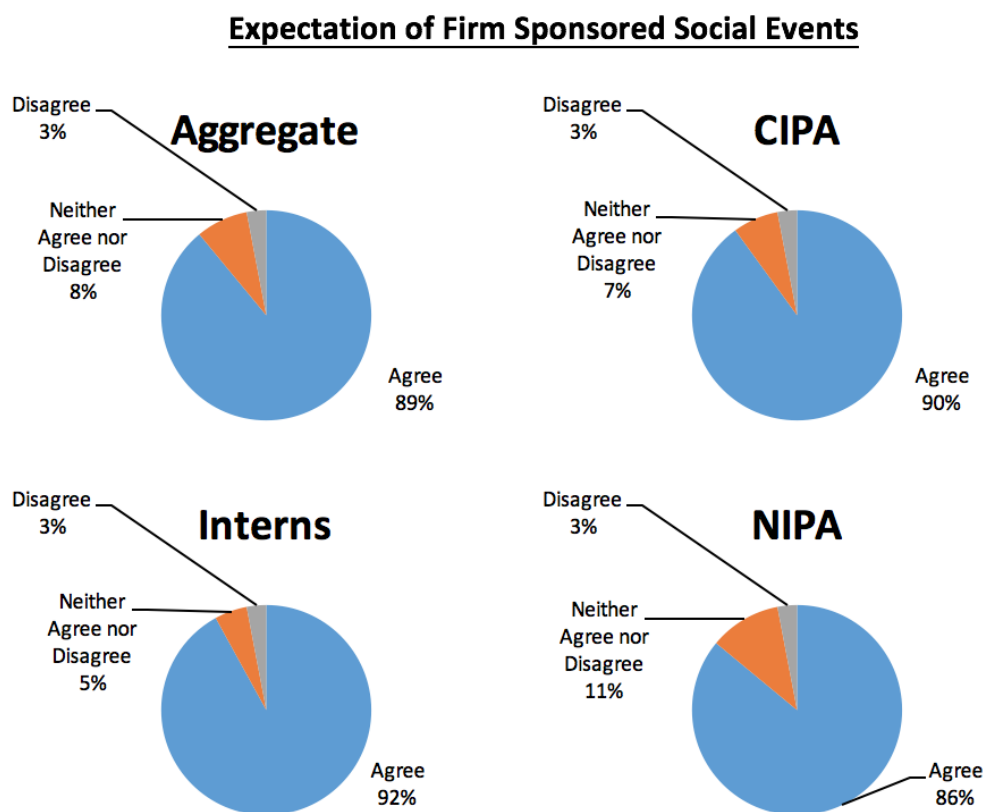 Expectation of Firm Sponsored Social Events
Aggregate
Disagree
3%
Neither
Agree nor
Disagree
8%
Agree
89%
CIPA
Disagree
3%
Neither
Agree nor
Disagree
7%
Agree
90%
Interns
Disagree
3%
Neither
Agree nor
Disagree
5%
Agree
92%
NIPA
Disagree
3%
Neither
Agree nor
Disagree
11%
Agree
86%